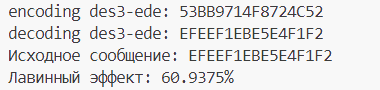 encoding des3-ede: 53BB9714F8724C52
decoding des3-ede: EFEEF1EBE5E4F1F2
Исходное сообщение: EFEEF1EBE5E4F1F2
Лавинный эффект: 60.9375%